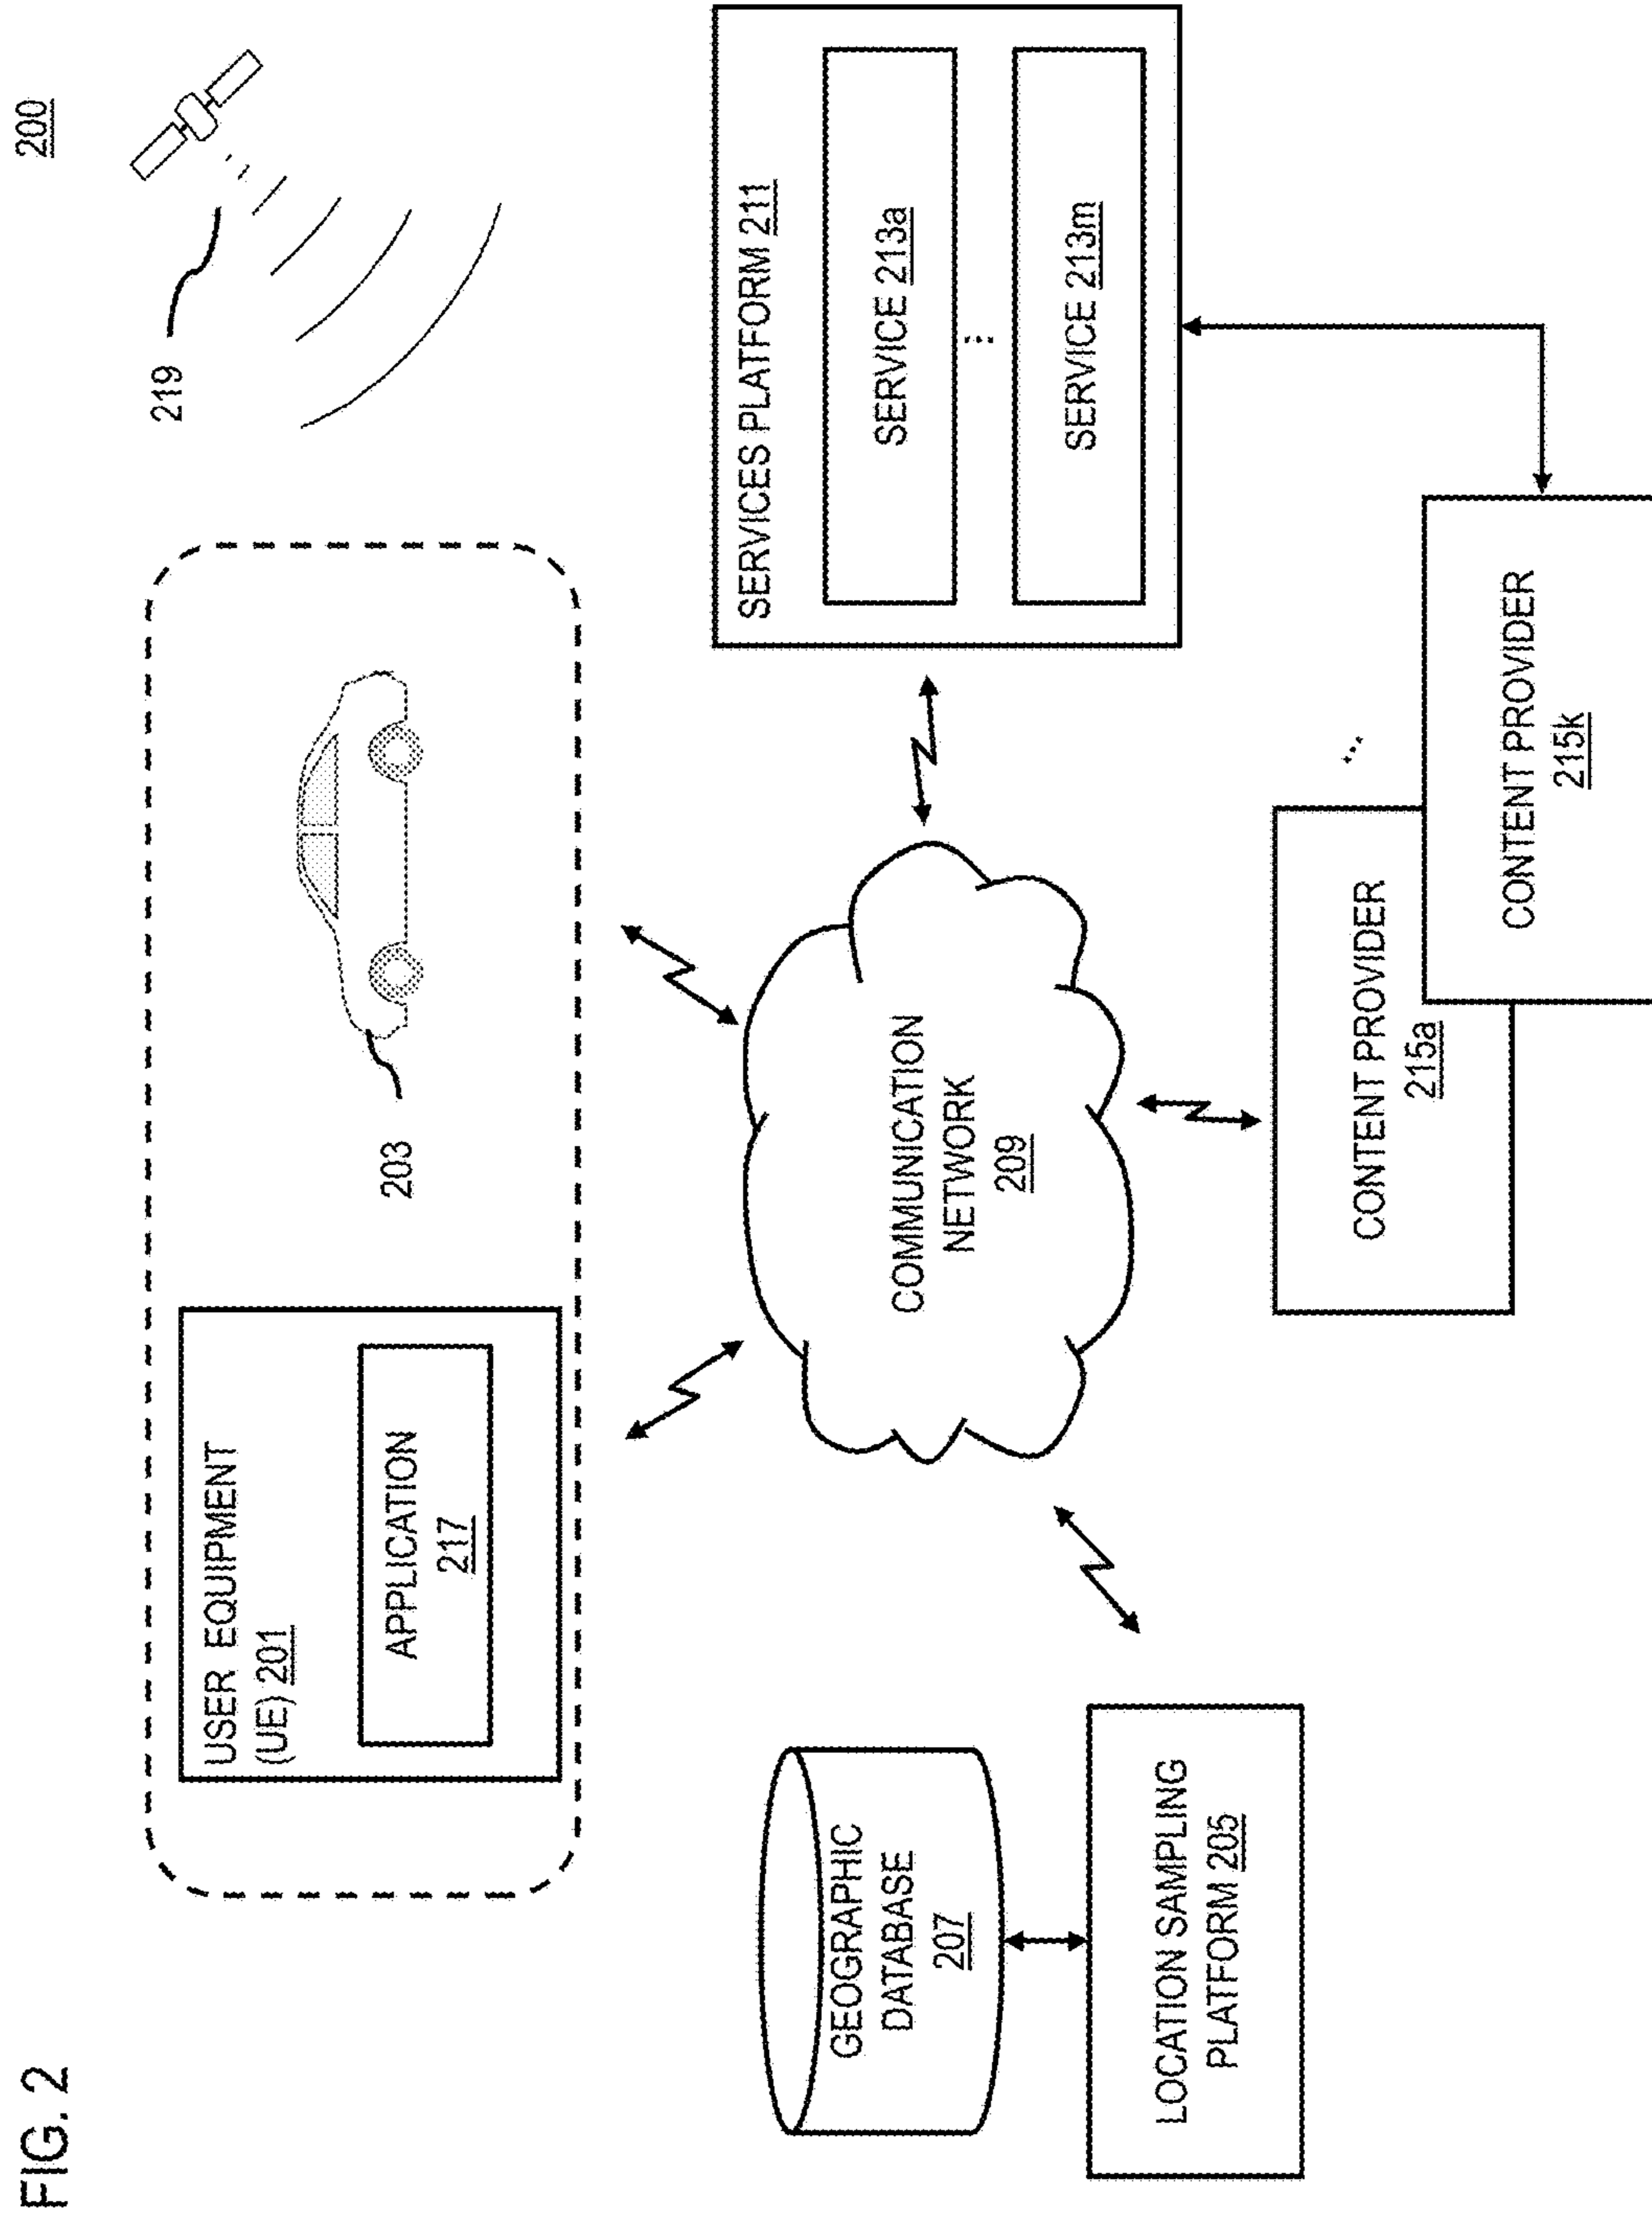 FIG. 2
200
USER EQUIPMENT
(UE) 201
APPLICATION
217
203
219
GEOGRAPHIC
DATABASE
207
COMMUNICATION
NETWORK
209
SERVICES PLATFORM 211
SERVICE 213a
⋮
SERVICE 213m
LOCATION SAMPLING
PLATFORM 205
CONTENT PROVIDER
215a
...
CONTENT PROVIDER
215k